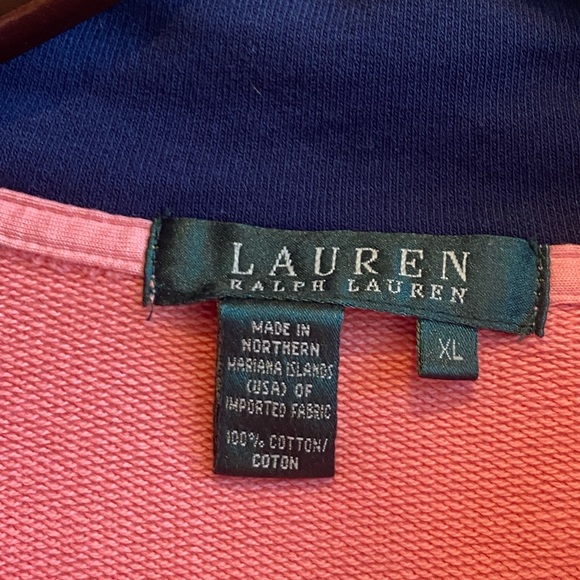 LAUREN
RALPH LAUREN
MADE IN
NORTHERN
MARIANA ISLANDS
(USA) OF
IMPORTED FABRIC
100% COTTON/
COTON
XL